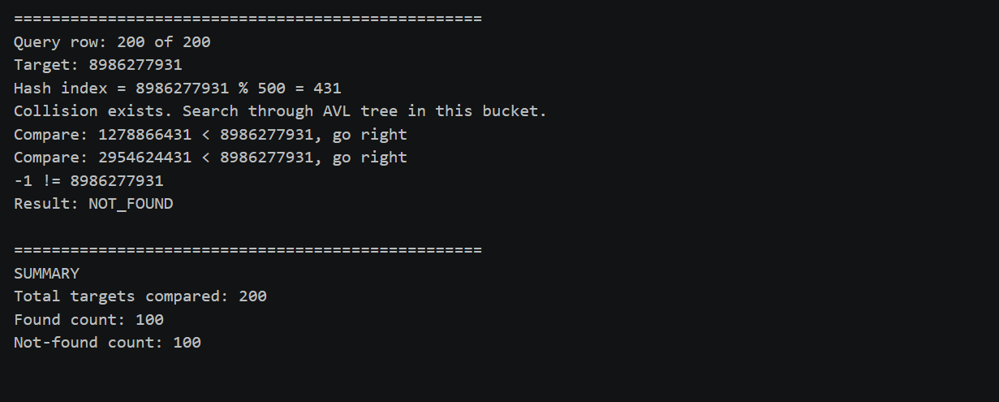 ==================================================
Query row: 200 of 200
Target: 8986277931
Hash index = 8986277931 % 500 = 431
Collision exists. Search through AVL tree in this bucket.
Compare: 1278866431 < 8986277931, go right
Compare: 2954624431 < 8986277931, go right
-1 != 8986277931
Result: NOT_FOUND
==================================================
SUMMARY
Total targets compared: 200
Found count: 100
Not-found count: 100